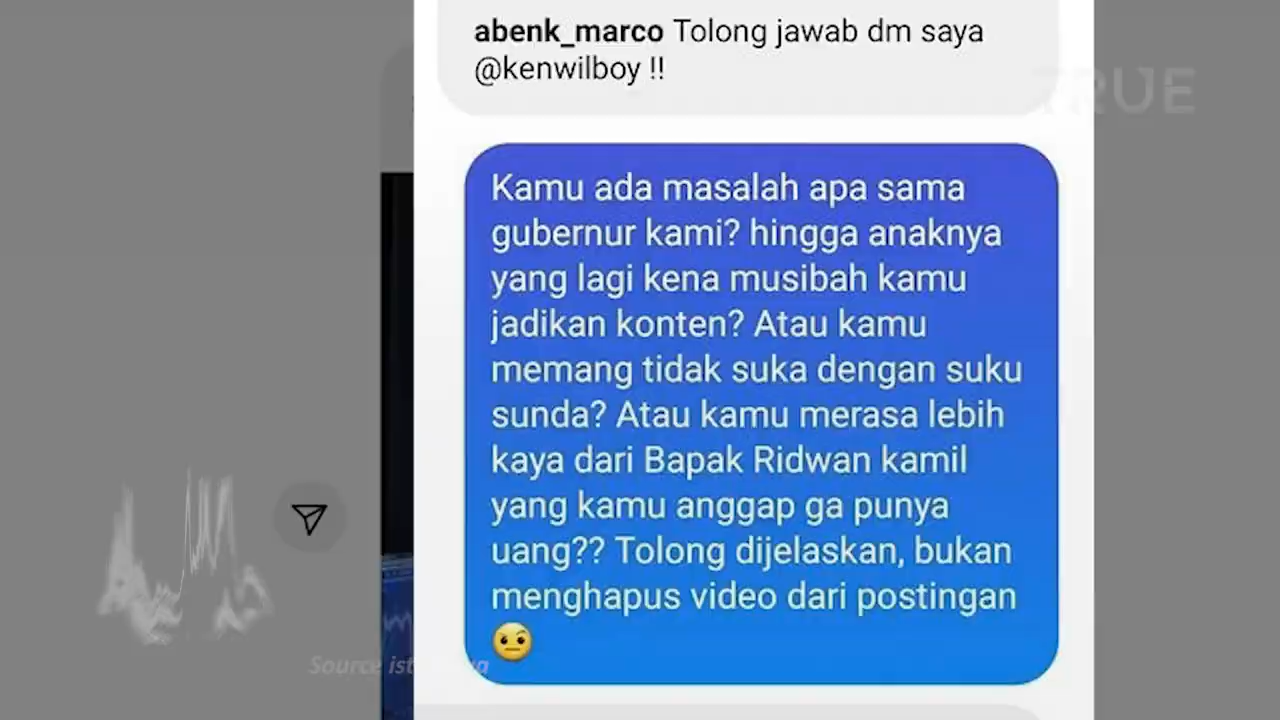 abenk_marco Tolong jawab dm saya
@kenwilboy !!
TRUE
Kamu ada masalah apa sama
gubernur kami? hingga anaknya
yang lagi kena musibah kamu
jadikan konten? Atau kamu
memang tidak suka dengan suku
sunda? Atau kamu merasa lebih
kaya dari Bapak Ridwan kamil
yang kamu anggap ga punya
uang?? Tolong dijelaskan, bukan
menghapus video dari postingan
🤨
Source